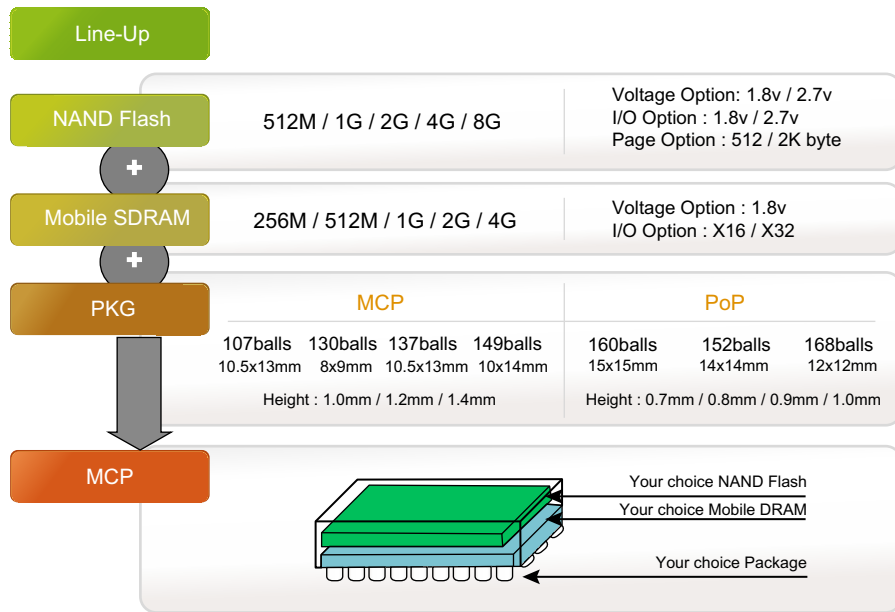 Line-Up
NAND Flash
512M / 1G / 2G / 4G / 8G
Voltage Option: 1.8v / 2.7v
I/O Option : 1.8v / 2.7v
Page Option : 512 / 2K byte
+
Mobile SDRAM
256M / 512M / 1G / 2G / 4G
Voltage Option : 1.8v
I/O Option : X16 / X32
+
PKG
MCP
107balls 130balls 137balls 149balls
10.5x13mm 8x9mm 10.5x13mm 10x14mm
Height : 1.0mm / 1.2mm / 1.4mm
PoP
160balls 152balls 168balls
15x15mm 14x14mm 12x12mm
Height : 0.7mm / 0.8mm / 0.9mm / 1.0mm
MCP
Your choice NAND Flash
Your choice Mobile DRAM
Your choice Package